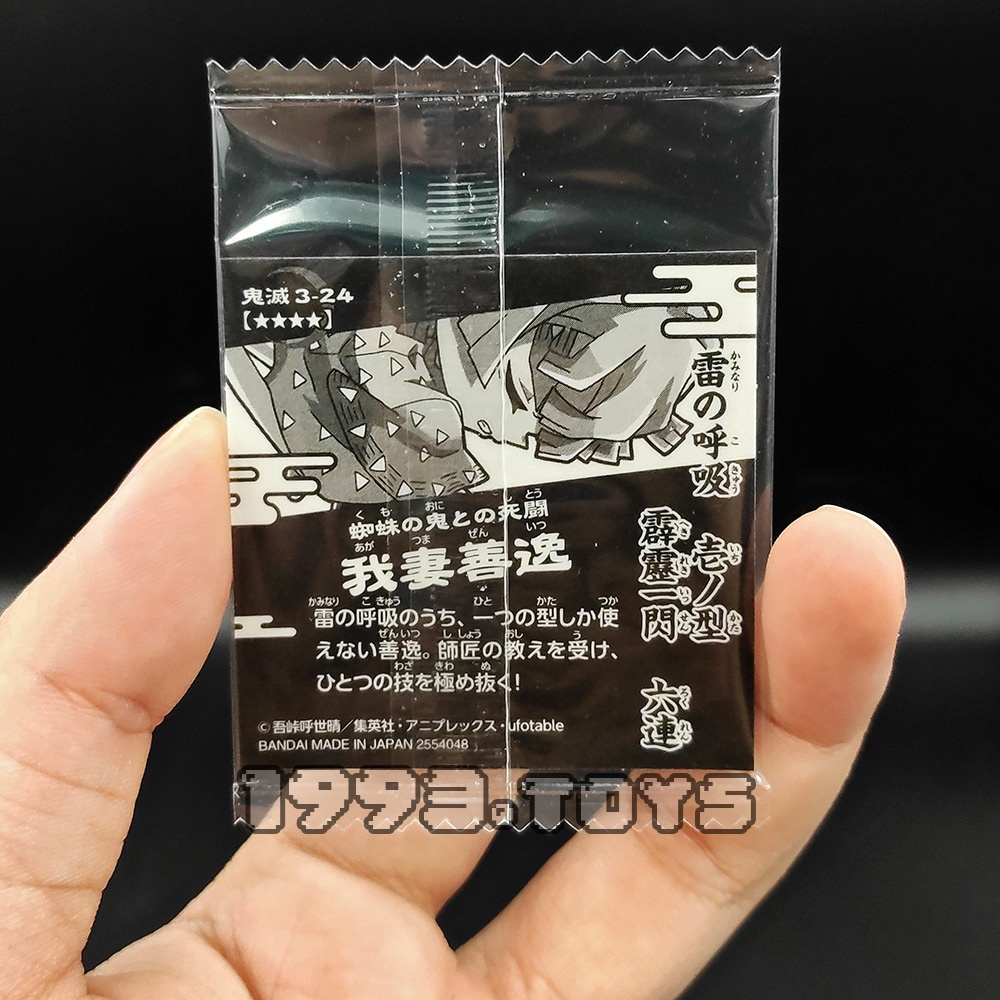 鬼滅 3-24
【★★★★】
雷の呼吸
壱ノ型
霹靂一閃
六連
蜘蛛の鬼との死闘
我妻善逸
雷の呼吸のうち、一つの型しか使
えない善逸。師匠の教えを受け、
ひとつの技を極め抜く!
©吾峠呼世晴／集英社・アニプレックス・ufotable
BANDAI MADE IN JAPAN 2554048
1993.TOYS